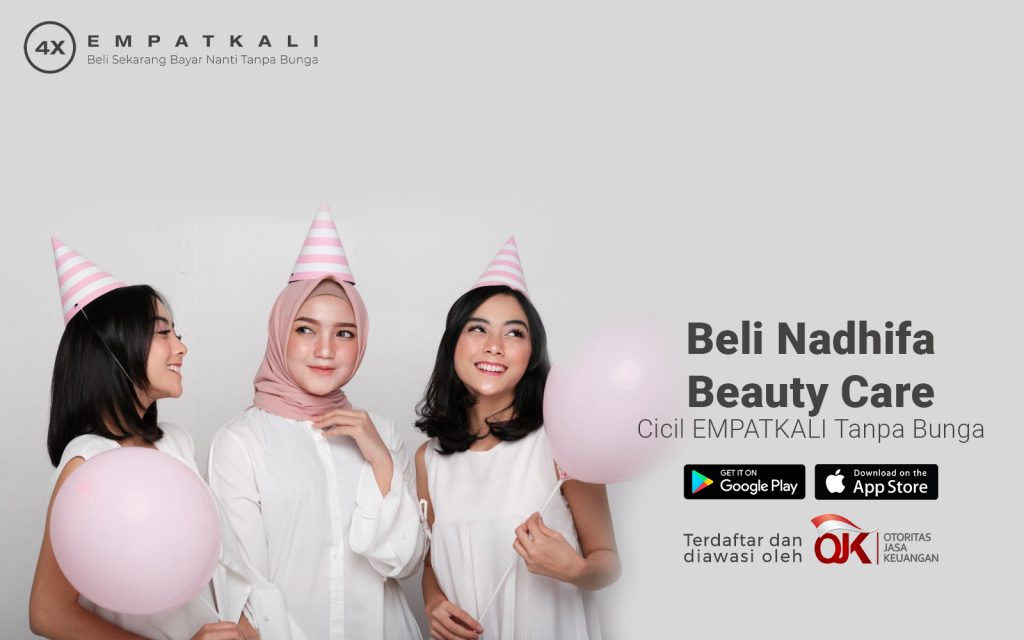 4X
EMPATKALI
Beli Sekarang Bayar Nanti Tanpa Bunga
Beli Nadhifa
Beauty Care
Cicil EMPATKALI Tanpa Bunga
GET IT ON
Google Play
Download on the
App Store
Terdaftar dan
diawasi oleh
OJK
OTORITAS
JASA
KEUANGAN